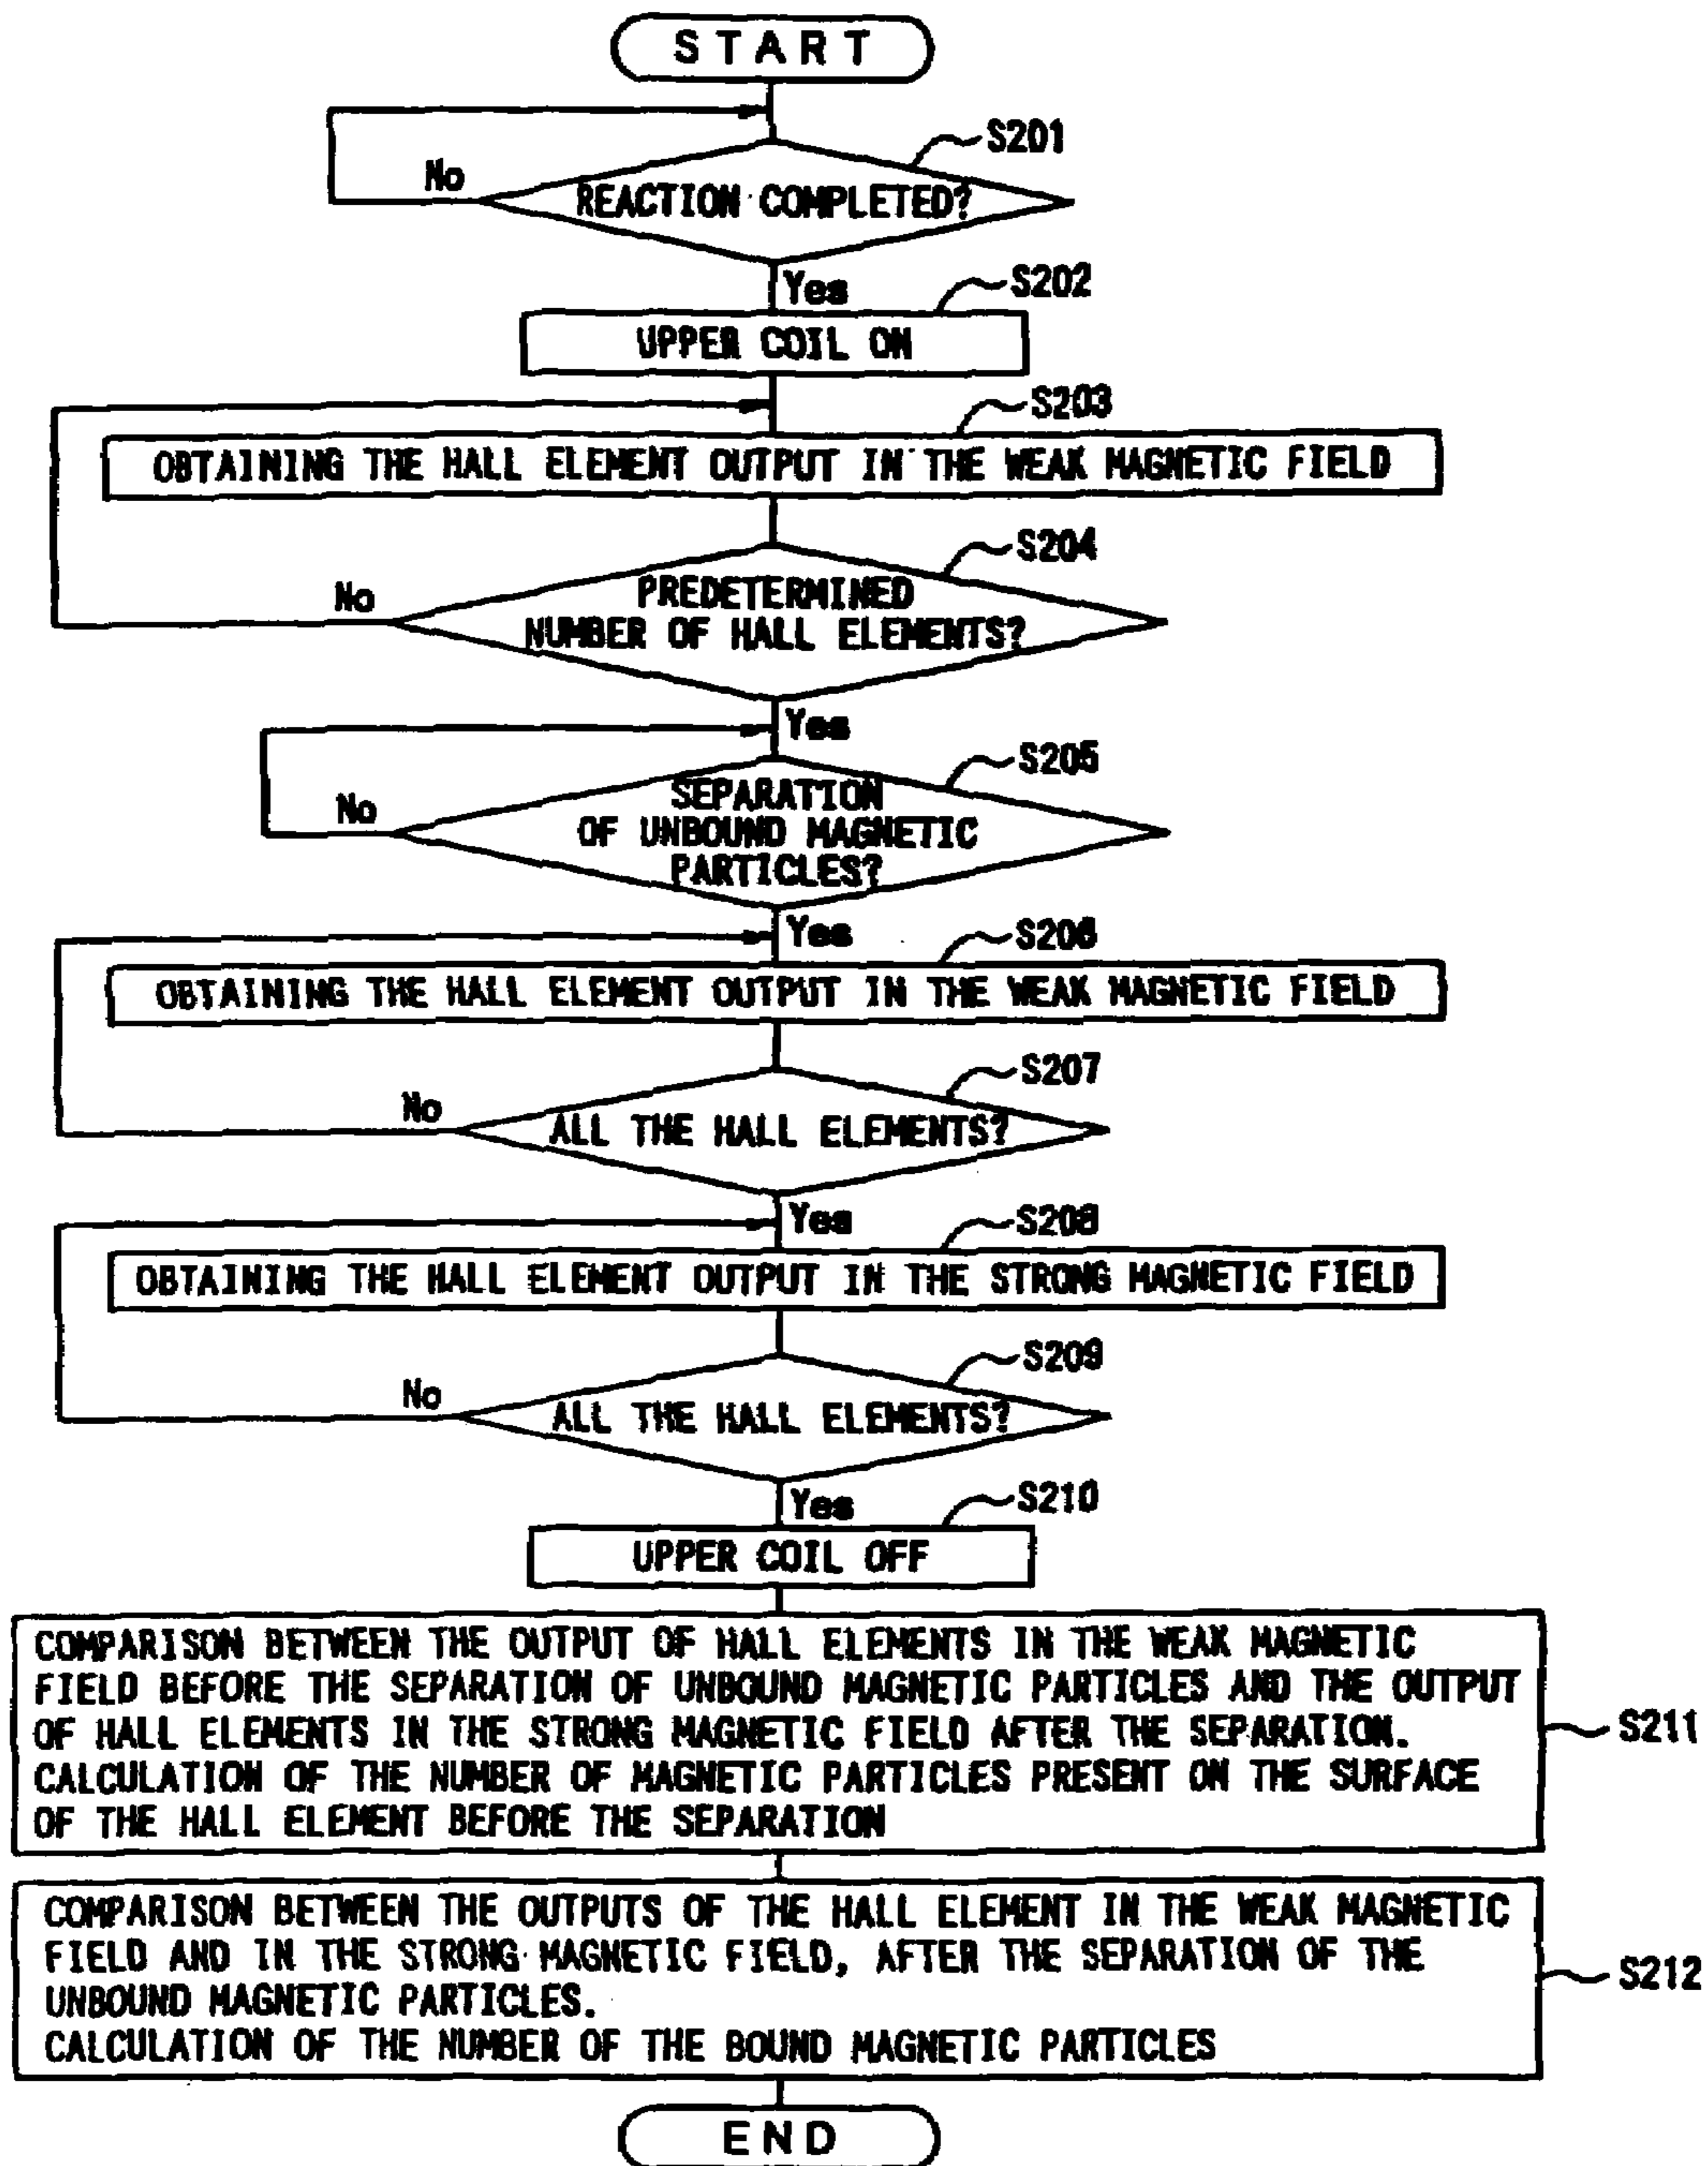 START
S201
No
REACTION COMPLETED?
Yes
S202
UPPER COIL ON
S203
OBTAINING THE HALL ELEMENT OUTPUT IN THE WEAK MAGNETIC FIELD
S204
No
PREDETERMINED
NUMBER OF HALL ELEMENTS?
Yes
S205
No
SEPARATION
OF UNBOUND MAGNETIC
PARTICLES?
Yes
S206
OBTAINING THE HALL ELEMENT OUTPUT IN THE WEAK MAGNETIC FIELD
S207
No
ALL THE HALL ELEMENTS?
Yes
S208
OBTAINING THE HALL ELEMENT OUTPUT IN THE STRONG MAGNETIC FIELD
S209
No
ALL THE HALL ELEMENTS?
Yes
S210
UPPER COIL OFF
COMPARISON BETWEEN THE OUTPUT OF HALL ELEMENTS IN THE WEAK MAGNETIC
FIELD BEFORE THE SEPARATION OF UNBOUND MAGNETIC PARTICLES AND THE OUTPUT
OF HALL ELEMENTS IN THE STRONG MAGNETIC FIELD AFTER THE SEPARATION.
CALCULATION OF THE NUMBER OF MAGNETIC PARTICLES PRESENT ON THE SURFACE
OF THE HALL ELEMENT BEFORE THE SEPARATION
S211
COMPARISON BETWEEN THE OUTPUTS OF THE HALL ELEMENT IN THE WEAK MAGNETIC
FIELD AND IN THE STRONG MAGNETIC FIELD, AFTER THE SEPARATION OF THE
UNBOUND MAGNETIC PARTICLES.
CALCULATION OF THE NUMBER OF THE BOUND MAGNETIC PARTICLES
S212
END